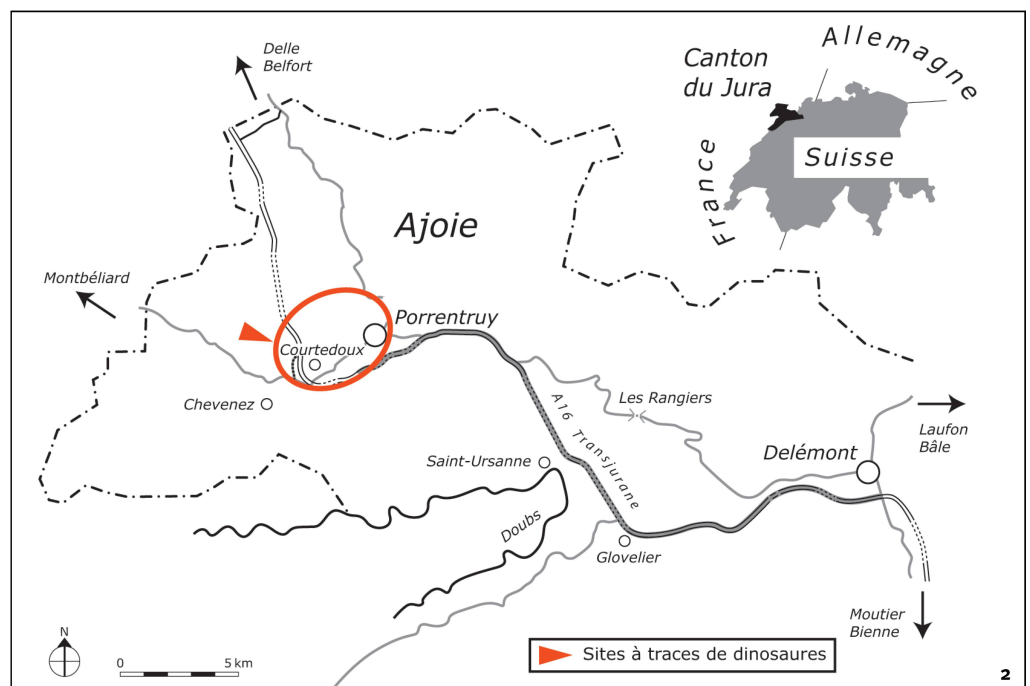 Delle
Belfort
Canton
du Jura
Allemagne
France
Suisse
Ajoie
Montbéliard
Porrentruy
Courtedoux
Chevenez
Les Rangiers
A16 Transjurane
Laufon
Bâle
Delémont
Saint-Ursanne
Doubs
Glovelier
Moutier
Bienne
N
0 5 km
Sites à traces de dinosaures
2